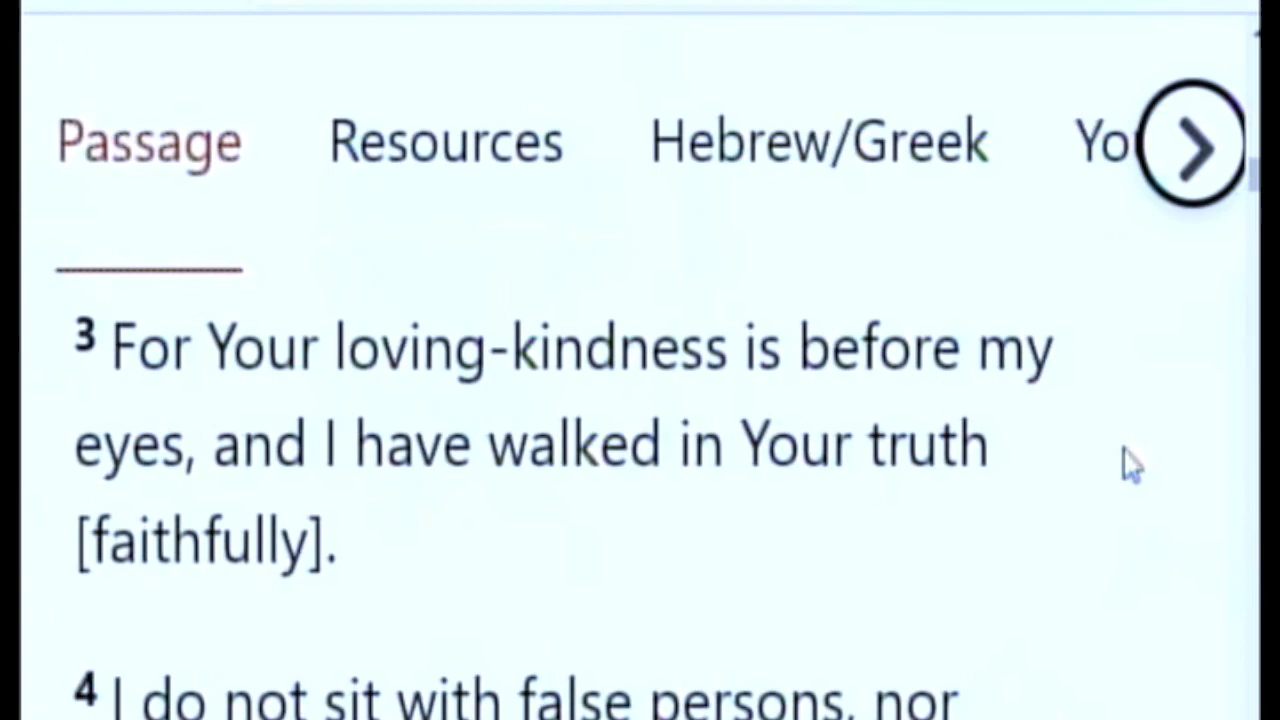 Passage Resources Hebrew/Greek
3 For Your loving-kindness is before my
eyes, and I have walked in Your truth
[faithfully].
4 I do not sit with false persons, nor